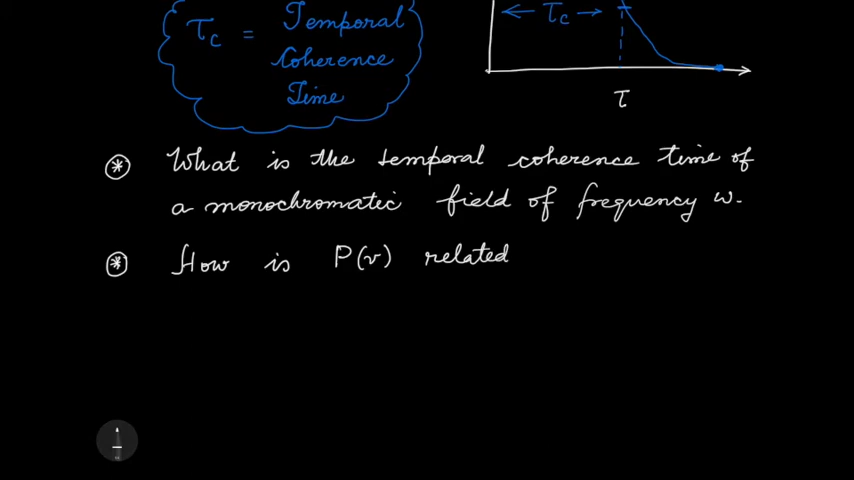 τc = Temporal
Coherence
Time
← τc →
τ
* What is the temporal coherence time of
a monochromatic field of frequency ω.
* How is P(ν) related